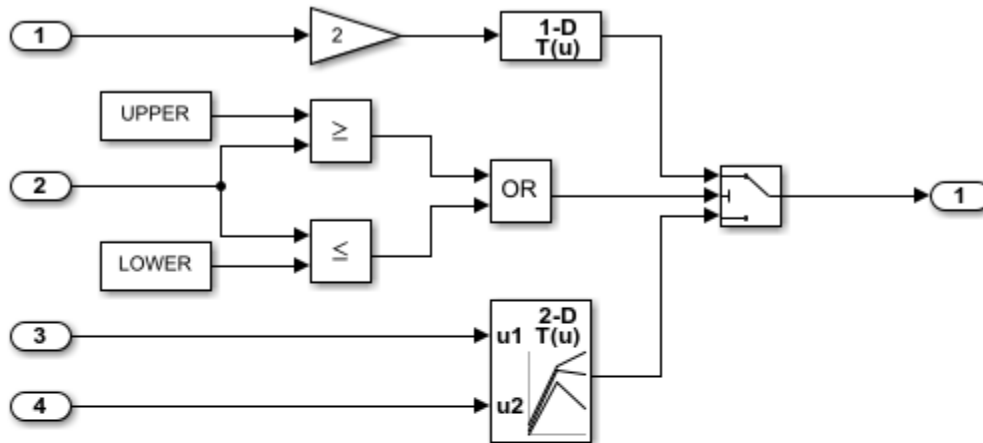 1
2
1-D
T(u)
UPPER
≥
2
OR
1
LOWER
≤
3
u1
2-D
T(u)
4
u2